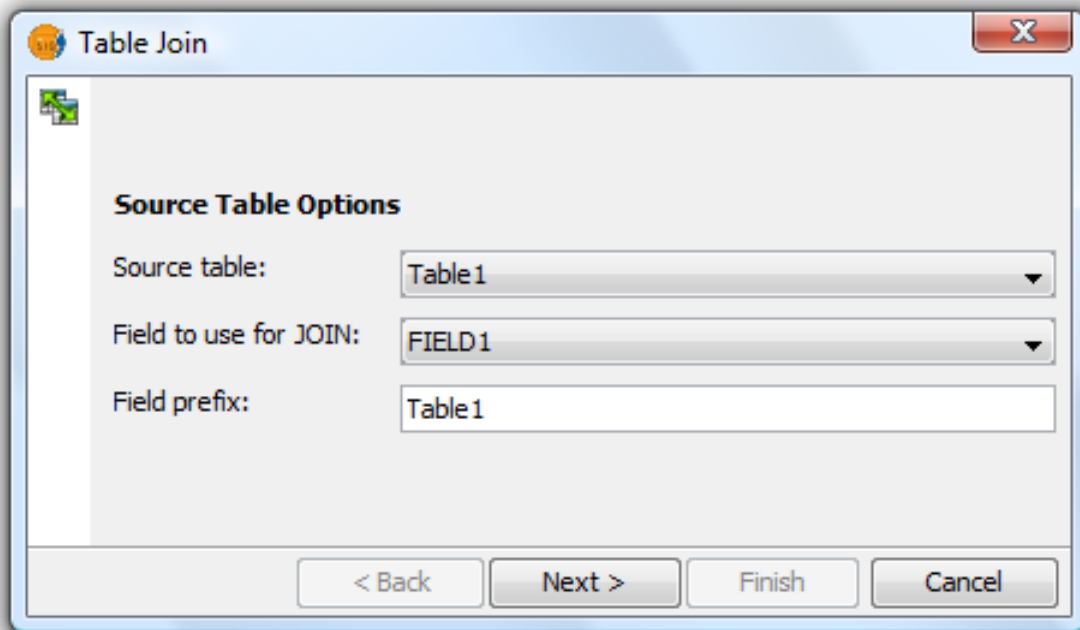 Table Join
Source Table Options
Source table: Table1
Field to use for JOIN: FIELD1
Field prefix: Table1
< Back Next > Finish Cancel